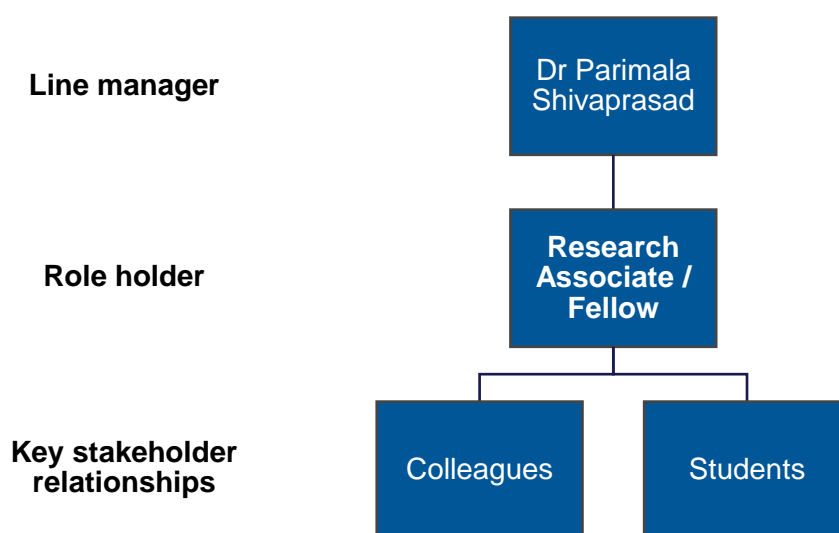 Line manager
Dr Parimala
Shivaprasad
Role holder
Research
Associate /
Fellow
Key stakeholder
relationships
Colleagues
Students